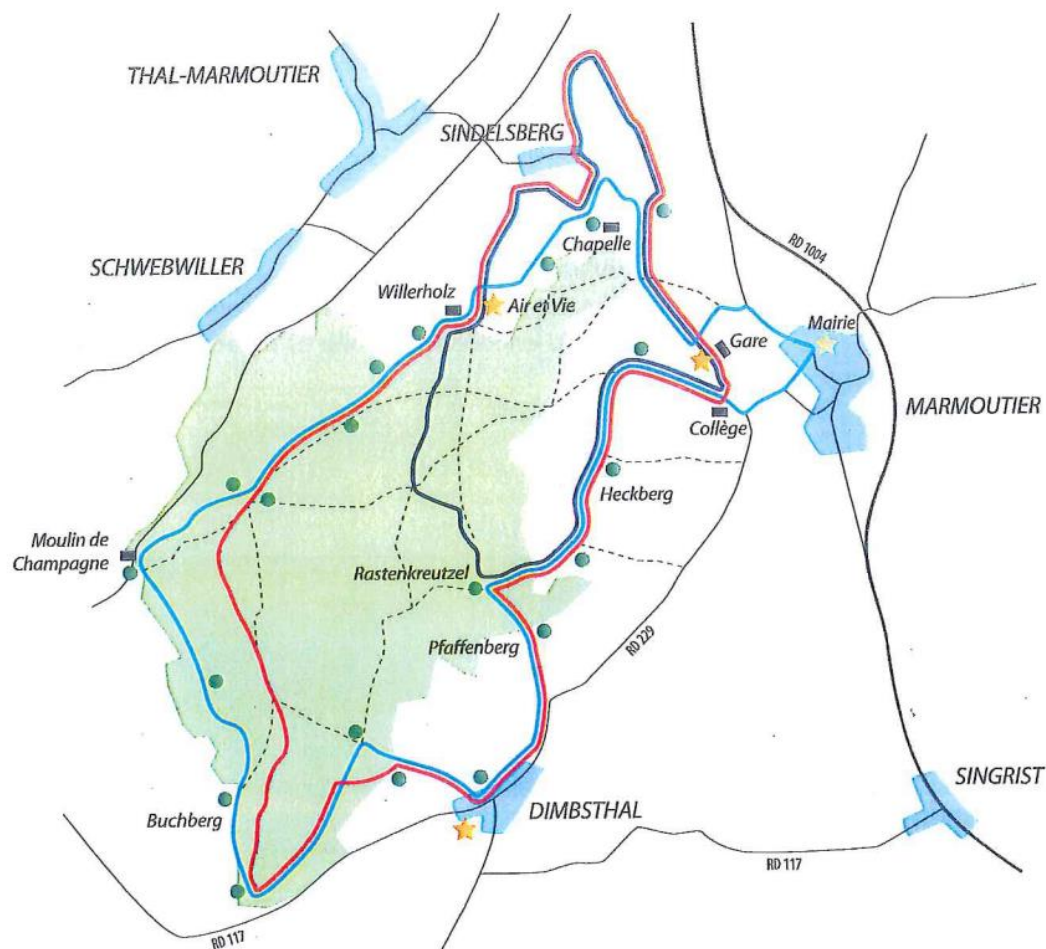 THAL-MARMOUTIER
SINDELSBERG
Chapelle
RD 1004
SCHWEBWILLER
Willerholz
Air et Vie
Mairie
Gare
MARMOUTIER
Collège
Heckberg
Moulin de
Champagne
Rastenkreutzel
Pfaffenberg
RD 229
SINGRIST
Buchberg
DIMBSTHAL
RD 117
RD 117